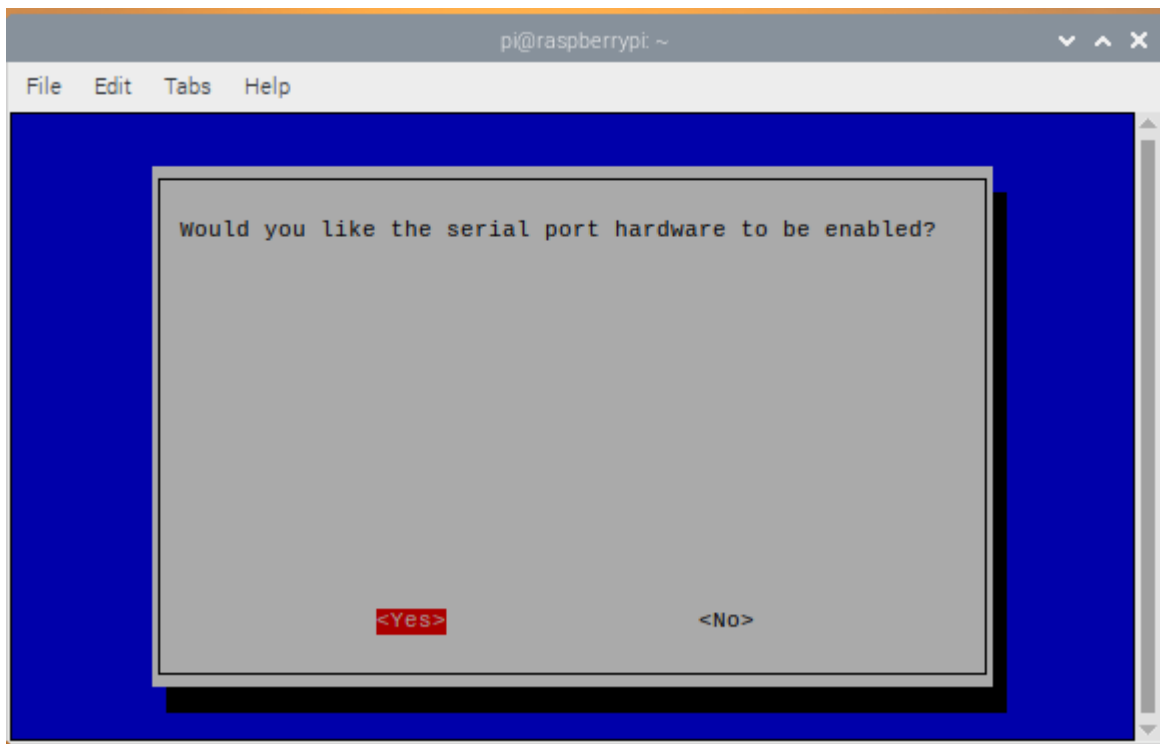 pi@raspberrypi: ~
File Edit Tabs Help
Would you like the serial port hardware to be enabled?
<Yes> <No>